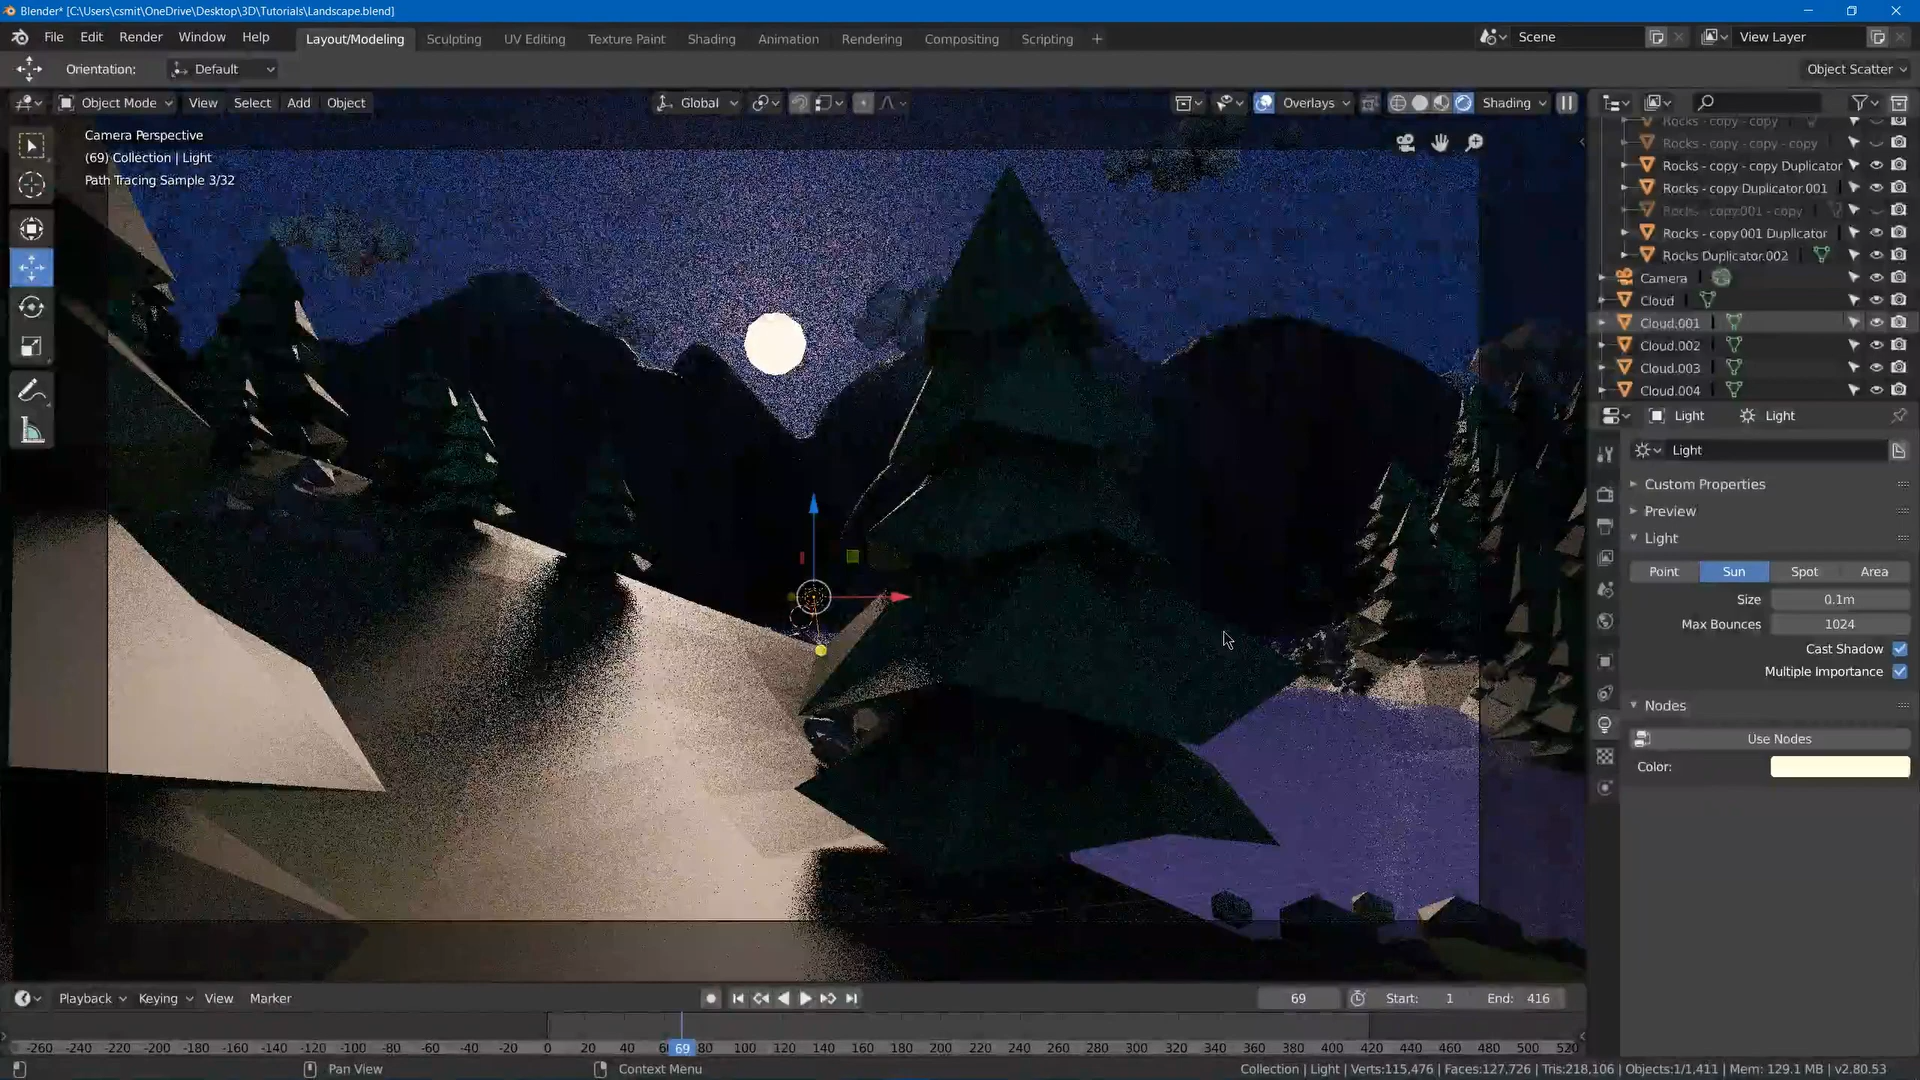 Blender* [C:\Users\csmit\OneDrive\Desktop\3D\Tutorials\Landscape.blend]
File Edit Render Window Help Layout/Modeling Sculpting UV Editing Texture Paint Shading Animation Rendering Compositing Scripting + Scene View Layer
Orientation: Default Object Scatter
Object Mode View Select Add Object Global Overlays Shading
Camera Perspective
(69) Collection | Light
Path Tracing Sample 3/32
Rocks - copy - copy
Rocks - copy - copy - copy
Rocks - copy - copy Duplicator
Rocks - copy Duplicator.001
Rocks - copy.001 - copy
Rocks - copy.001 Duplicator
Rocks Duplicator.002
Camera
Cloud
Cloud.001
Cloud.002
Cloud.003
Cloud.004
Light Light
Light
Custom Properties
Preview
Light
Point Sun Spot Area
Size 0.1m
Max Bounces 1024
Cast Shadow
Multiple Importance
Nodes
Use Nodes
Color:
Playback Keying View Marker 69 Start: 1 End: 416
-260 -240 -220 -200 -180 -160 -140 -120 -100 -80 -60 -40 -20 0 20 40 69 80 100 120 140 160 180 200 220 240 260 280 300 320 340 360 380 400 420 440 460 480 500 520
Pan View Context Menu Collection | Light | Verts:115,476 | Faces:127,726 | Tris:218,106 | Objects:1/1,411 | Mem: 129.1 MB | v2.80.53